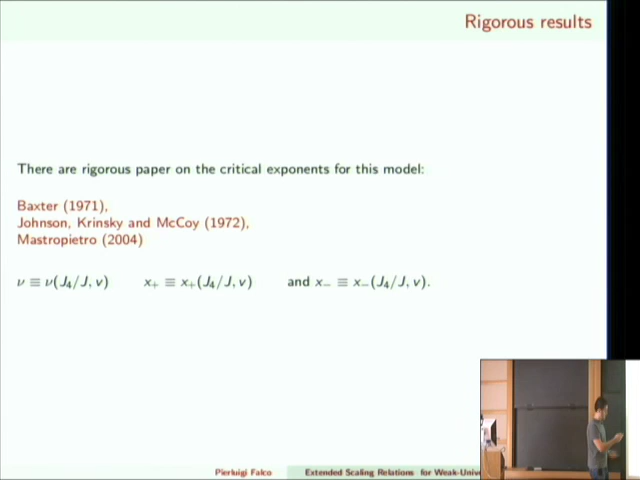 Rigorous results
There are rigorous paper on the critical exponents for this model:
Baxter (1971),
Johnson, Krinsky and McCoy (1972),
Mastropietro (2004)
ν ≡ ν(J₄/J, v) x₊ ≡ x₊(J₄/J, v) and x₋ ≡ x₋(J₄/J, v).
Pierluigi Falco Extended Scaling Relations for Weak-